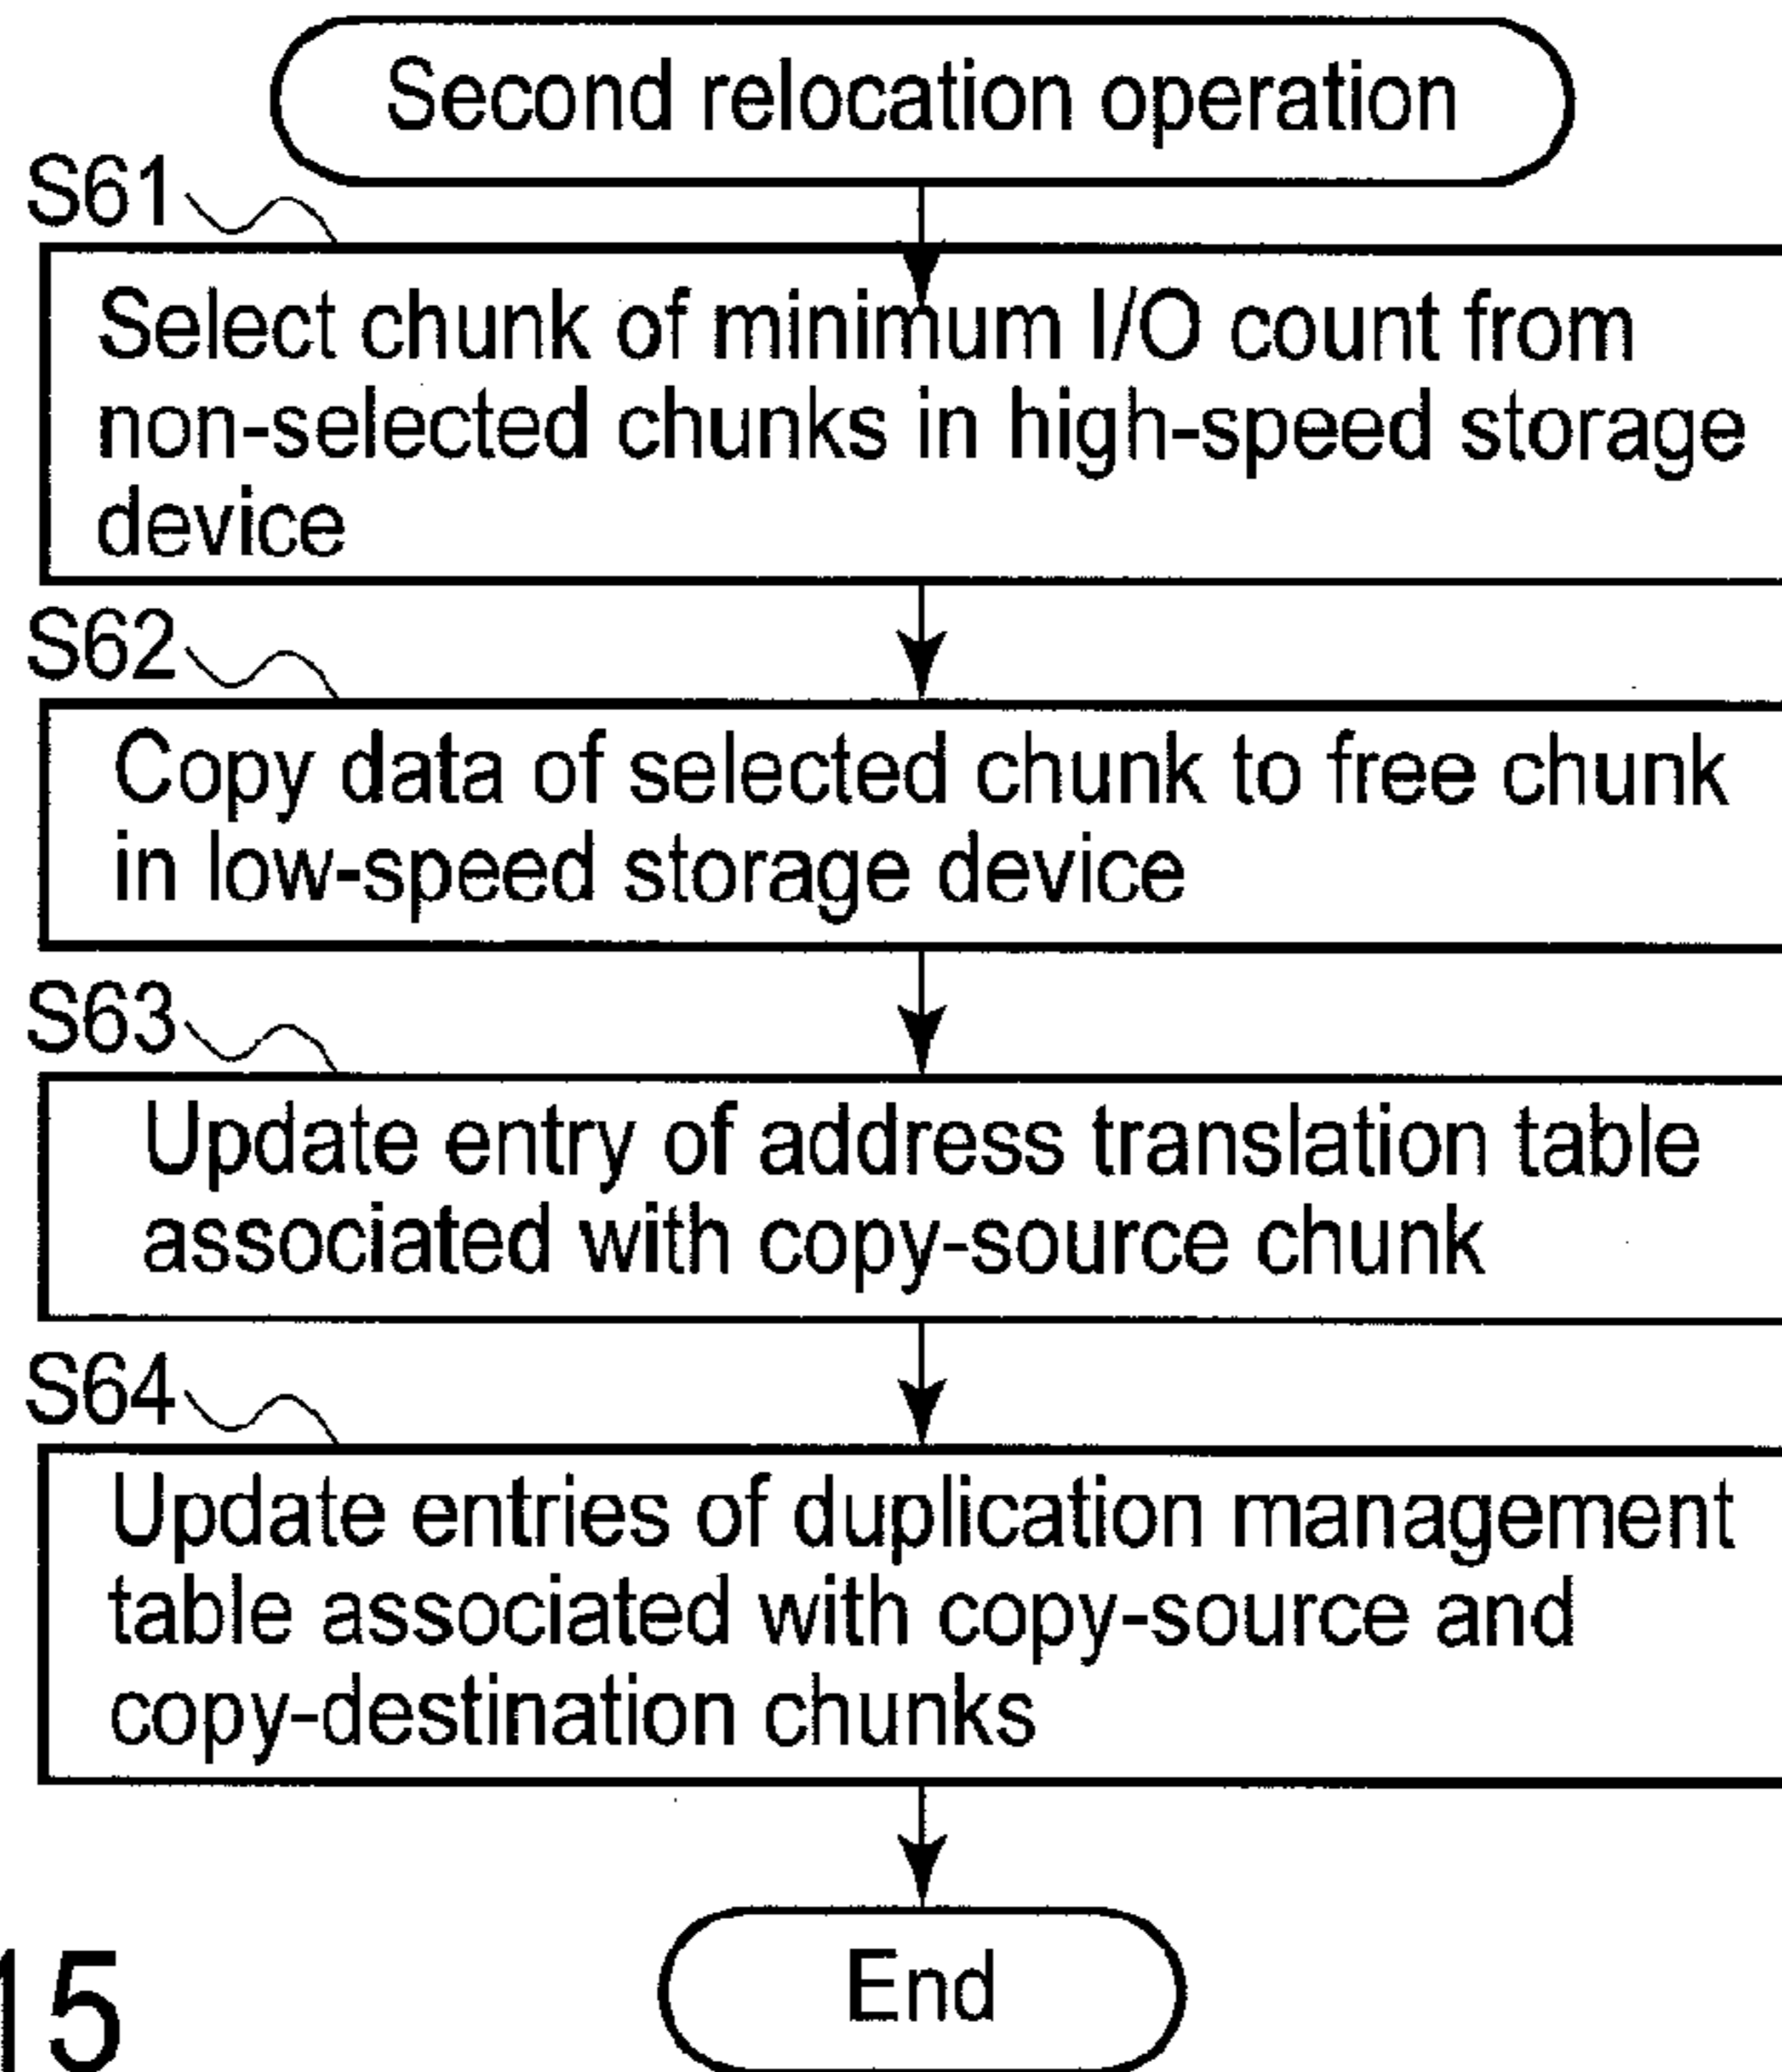 Second relocation operation
S61
Select chunk of minimum I/O count from
non-selected chunks in high-speed storage
device
S62
Copy data of selected chunk to free chunk
in low-speed storage device
S63
Update entry of address translation table
associated with copy-source chunk
S64
Update entries of duplication management
table associated with copy-source and
copy-destination chunks
End
15